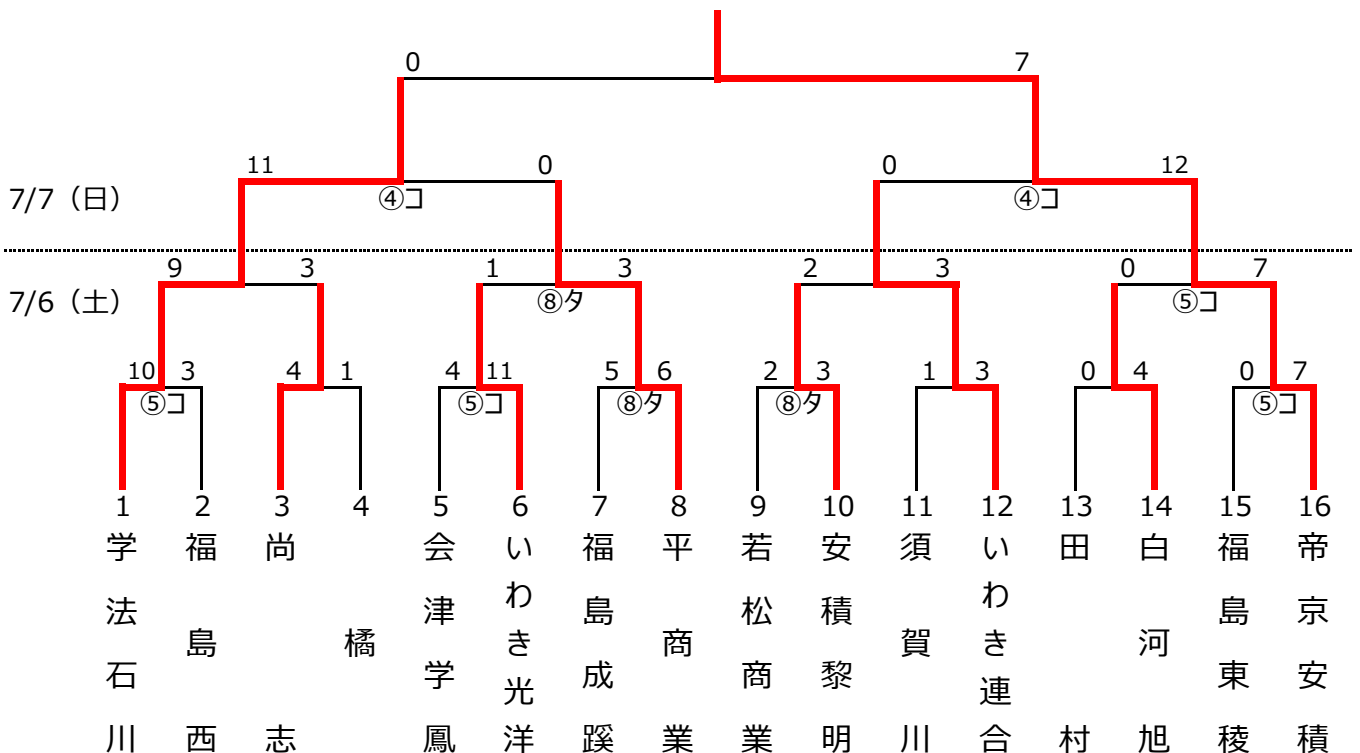 0 7
11 0 0 12
7/7（日） ④コ ④コ
9 3 1 3 2 3 0 7
7/6（土） ⑧タ ⑤コ
10 3 4 1 4 11 5 6 2 3 1 3 0 4 0 7
⑤コ ⑤コ ⑧タ ⑧タ ⑤コ
1 2 3 4 5 6 7 8 9 10 11 12 13 14 15 16
学法石川
福島西
尚志
橘
会津学鳳
いわき光洋
福島成蹊
平商業
若松商業
安積黎明
須賀川
いわき連合
田村
白河旭
福島東稜
帝京安積